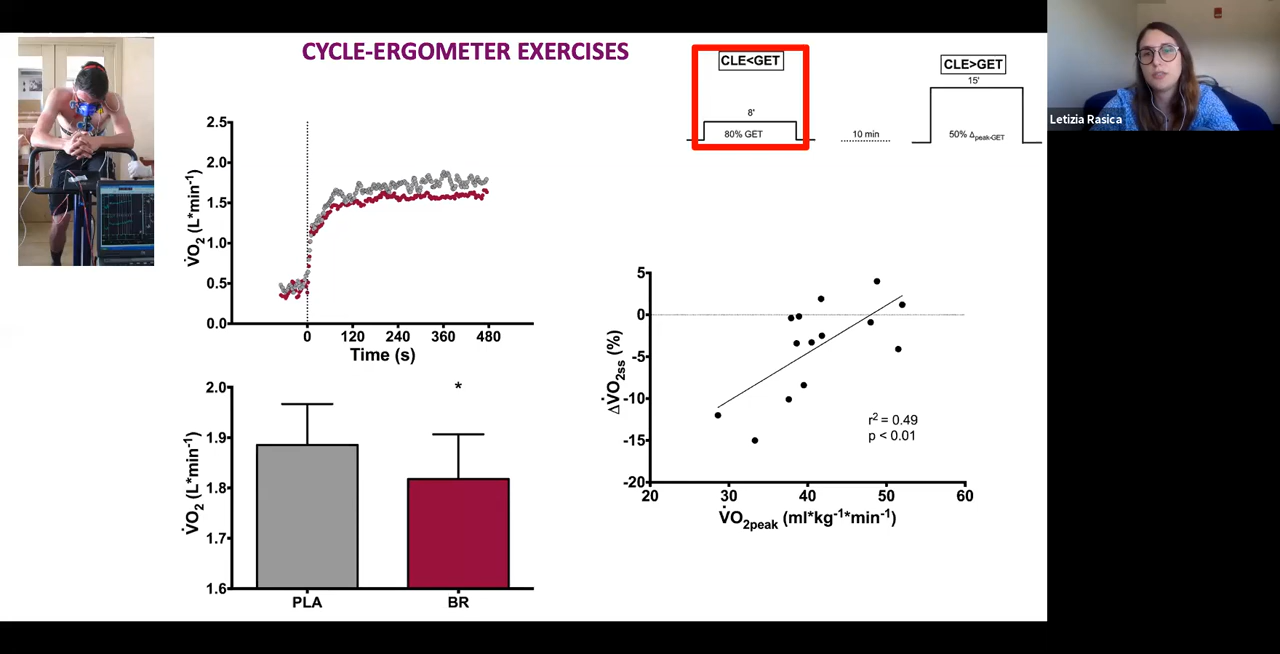 CYCLE-ERGOMETER EXERCISES
CLE<GET
8'
80% GET
10 min
CLE>GET
15'
50% Δpeak-GET
Letizia Rasica
V̇O2 (L*min-1)
2.5
2.0
1.5
1.0
0.5
0.0
0 120 240 360 480
Time (s)
V̇O2 (L*min-1)
2.0
1.9
1.8
1.7
1.6
*
PLA BR
ΔV̇O2ss (%)
5
0
-5
-10
-15
-20
r2 = 0.49
p < 0.01
20 30 40 50 60
V̇O2peak (ml*kg-1*min-1)